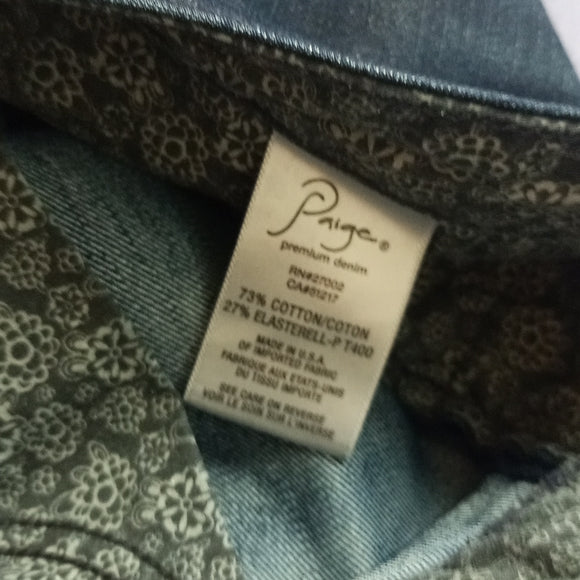 Paige®
premium denim
RN#27002
CA#51217
73% COTTON/COTON
27% ELASTERELL-P T400
MADE IN U.S.A.
OF IMPORTED FABRIC
FABRIQUE AUX ETATS-UNIS
DU TISSU IMPORTE
SEE CARE ON REVERSE
VOIR LE SOIN SUR L'INVERSE